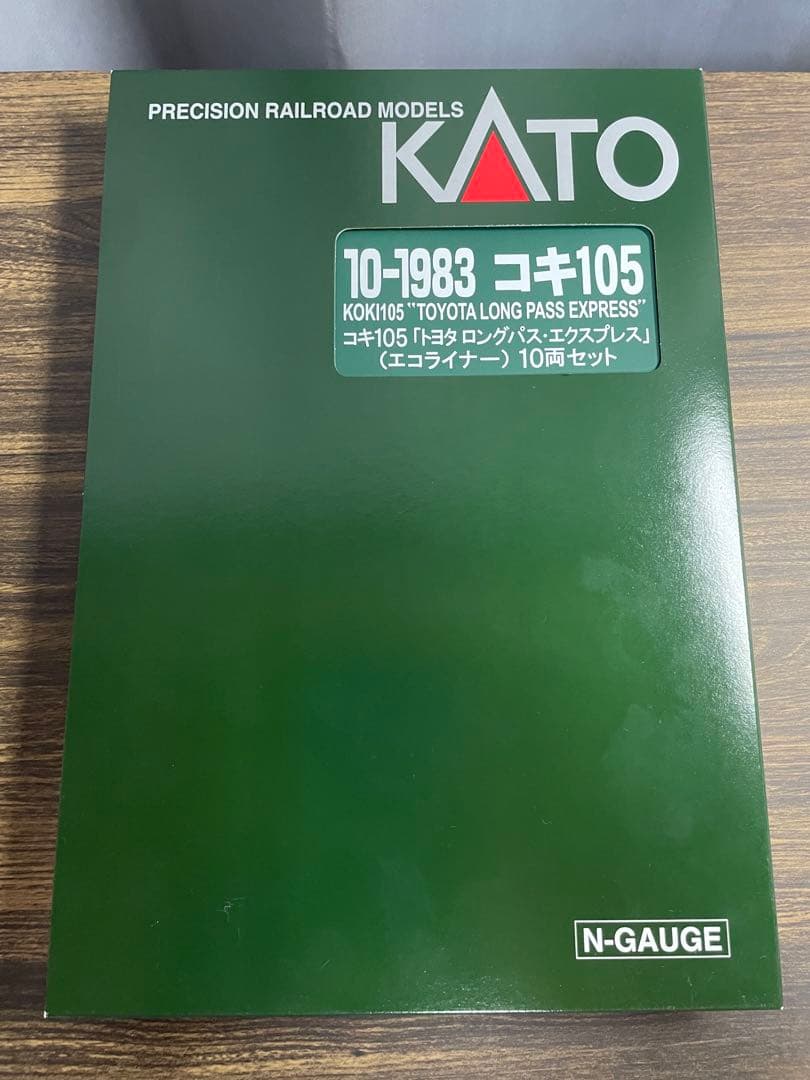 PRECISION RAILROAD MODELS
KATO
10-1983 コキ105
KOKI105 "TOYOTA LONG PASS EXPRESS"
コキ105「トヨタ ロングパス・エクスプレス」
(エコライナー) 10両セット
N-GAUGE